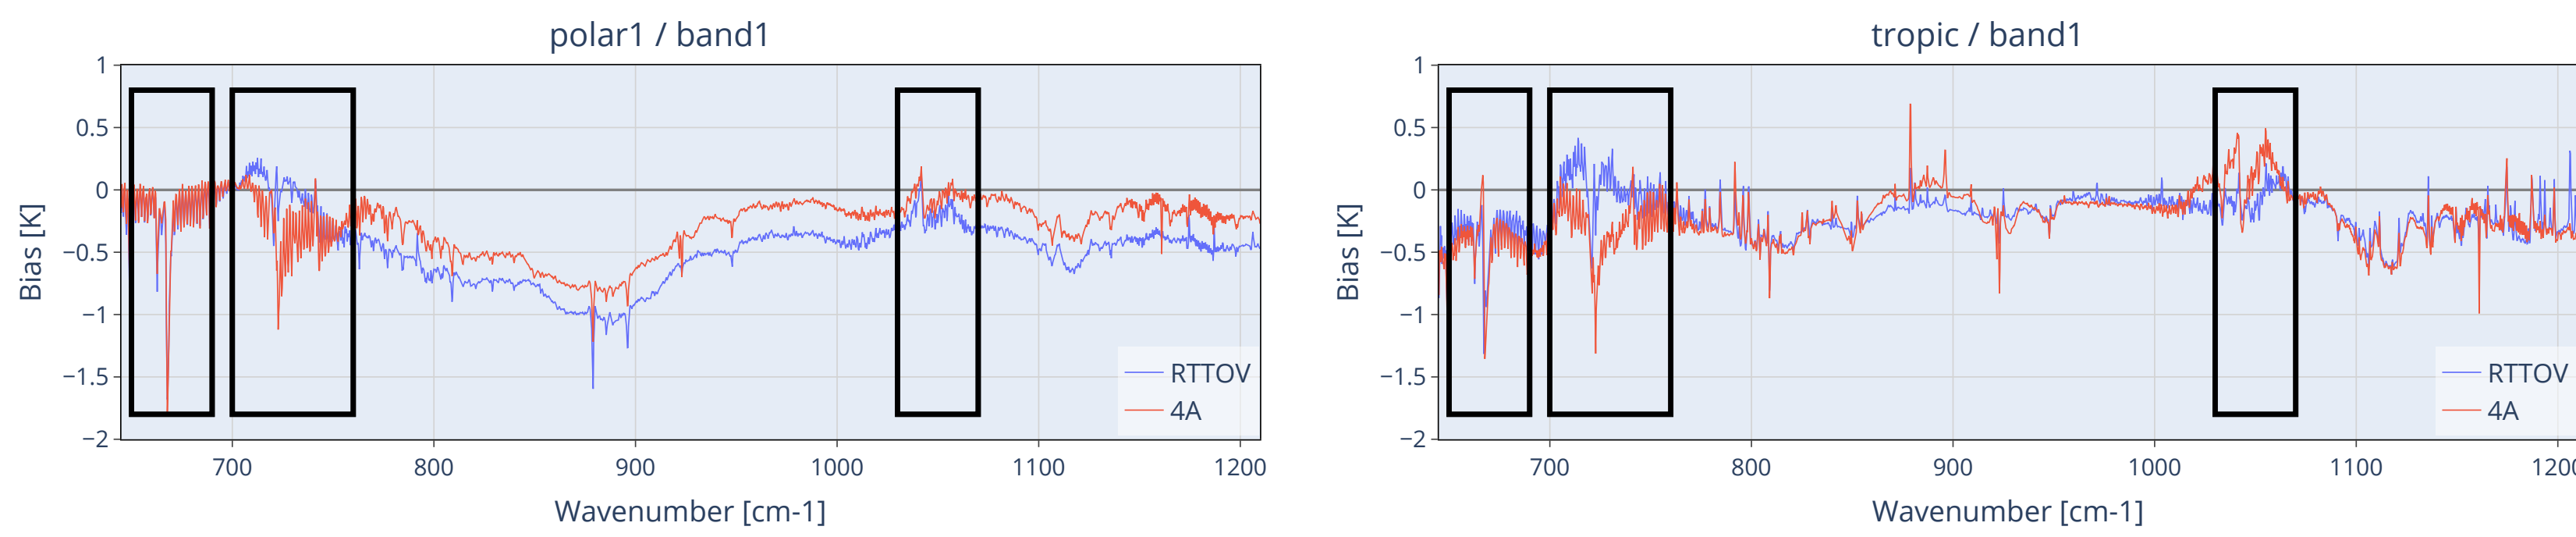 polar1 / band1
1
0.5
0
−0.5
−1
−1.5
−2
Bias [K]
700
800
900
1000
1100
1200
Wavenumber [cm-1]
RTTOV
4A
tropic / band1
1
0.5
0
−0.5
−1
−1.5
−2
Bias [K]
700
800
900
1000
1100
Wavenumber [cm-1]
RTTOV
4A